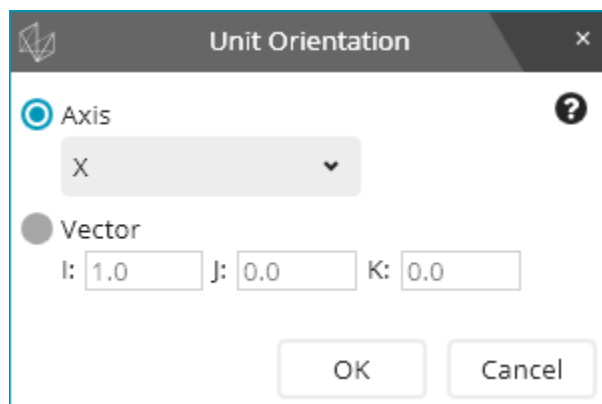 Unit Orientation ×
Axis ?
X
Vector
I: 1.0 J: 0.0 K: 0.0
OK Cancel